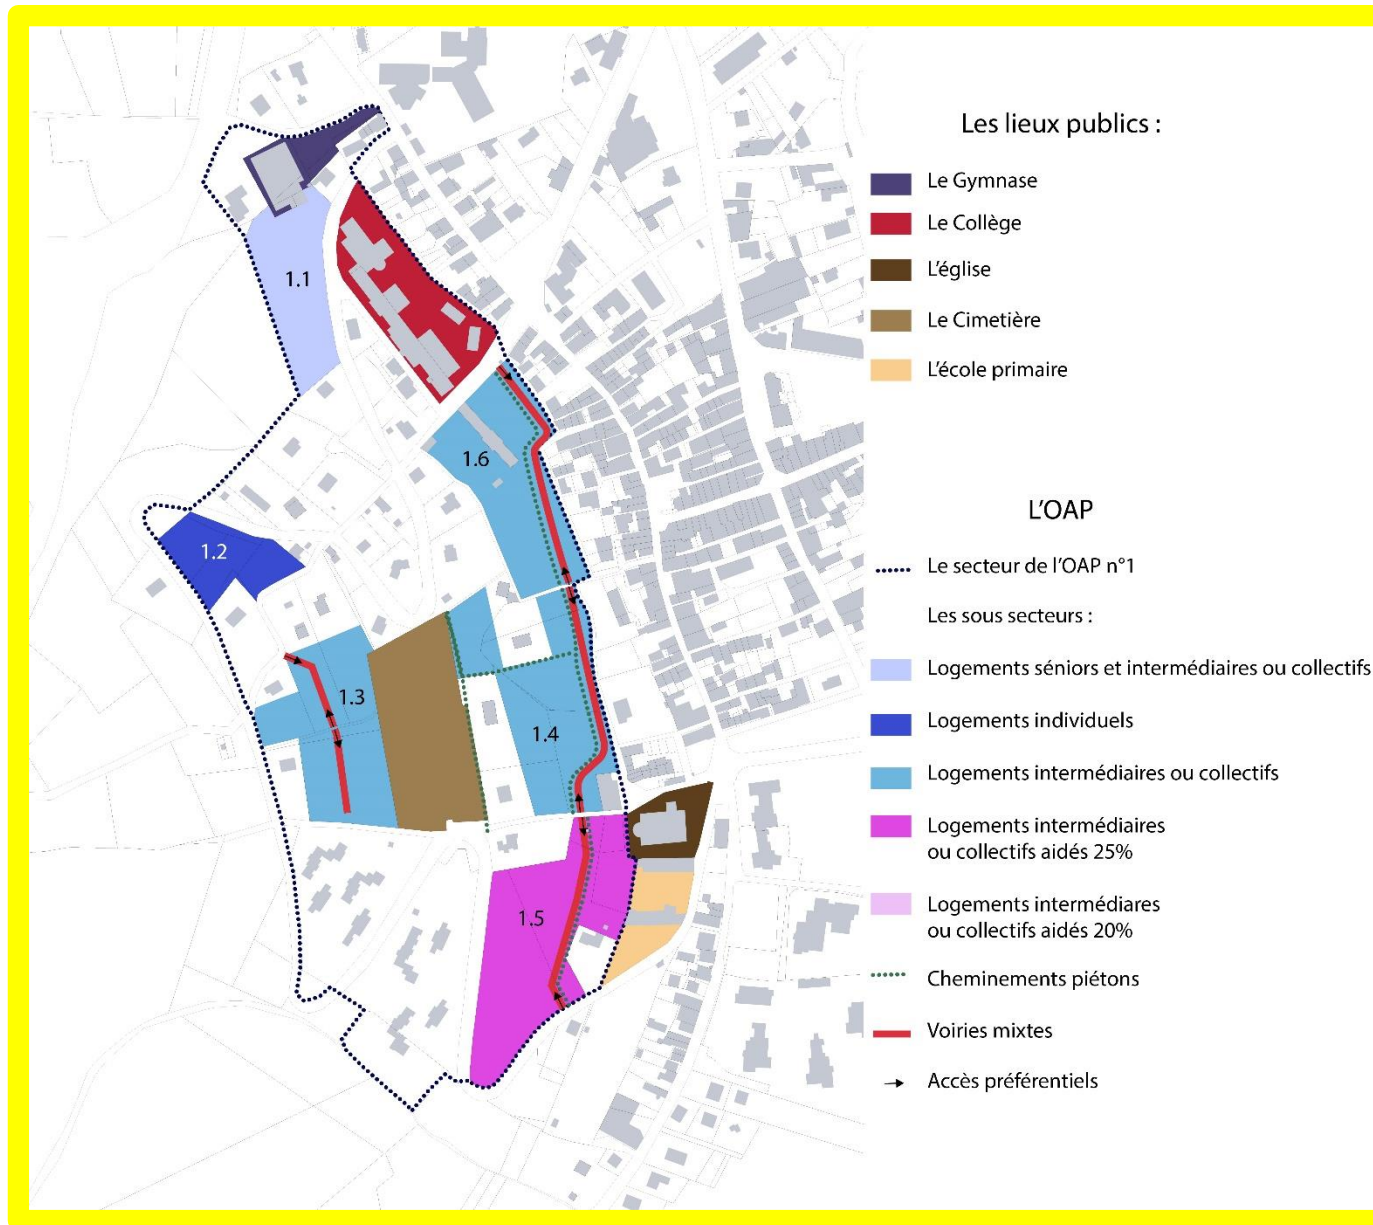 Les lieux publics :
Le Gymnase
Le Collège
L'église
Le Cimetière
L'école primaire
L'OAP
Le secteur de l'OAP n°1
Les sous secteurs :
Logements séniors et intermédiaires ou collectifs
Logements individuels
Logements intermédiaires ou collectifs
Logements intermédiaires
ou collectifs aidés 25%
Logements intermédiares
ou collectifs aidés 20%
Cheminements piétons
Voiries mixtes
Accès préférentiels
1.1
1.6
1.2
1.3
1.4
1.5